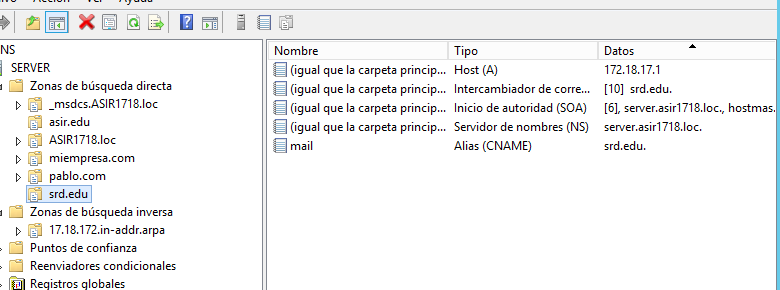 Acción Ver Ayuda
NS
SERVER
Zonas de búsqueda directa
_msdcs.ASIR1718.loc
asir.edu
ASIR1718.loc
miempresa.com
pablo.com
srd.edu
Zonas de búsqueda inversa
17.18.172.in-addr.arpa
Puntos de confianza
Reenviadores condicionales
Registros globales
Nombre Tipo Datos
(igual que la carpeta princip... Host (A) 172.18.17.1
(igual que la carpeta princip... Intercambiador de corre... [10] srd.edu.
(igual que la carpeta princip... Inicio de autoridad (SOA) [6], server.asir1718.loc., hostmas.
(igual que la carpeta princip... Servidor de nombres (NS) server.asir1718.loc.
mail Alias (CNAME) srd.edu.